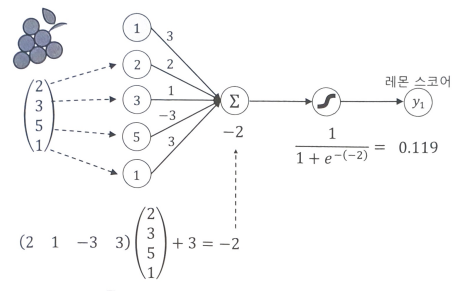 1 3
2 2
3 1
5 −3
1 3
(2 3 5 1)
Σ
−2
레몬 스코어
y₁
1 / (1 + e^−(−2)) = 0.119
(2 1 −3 3) (2 3 5 1) + 3 = −2